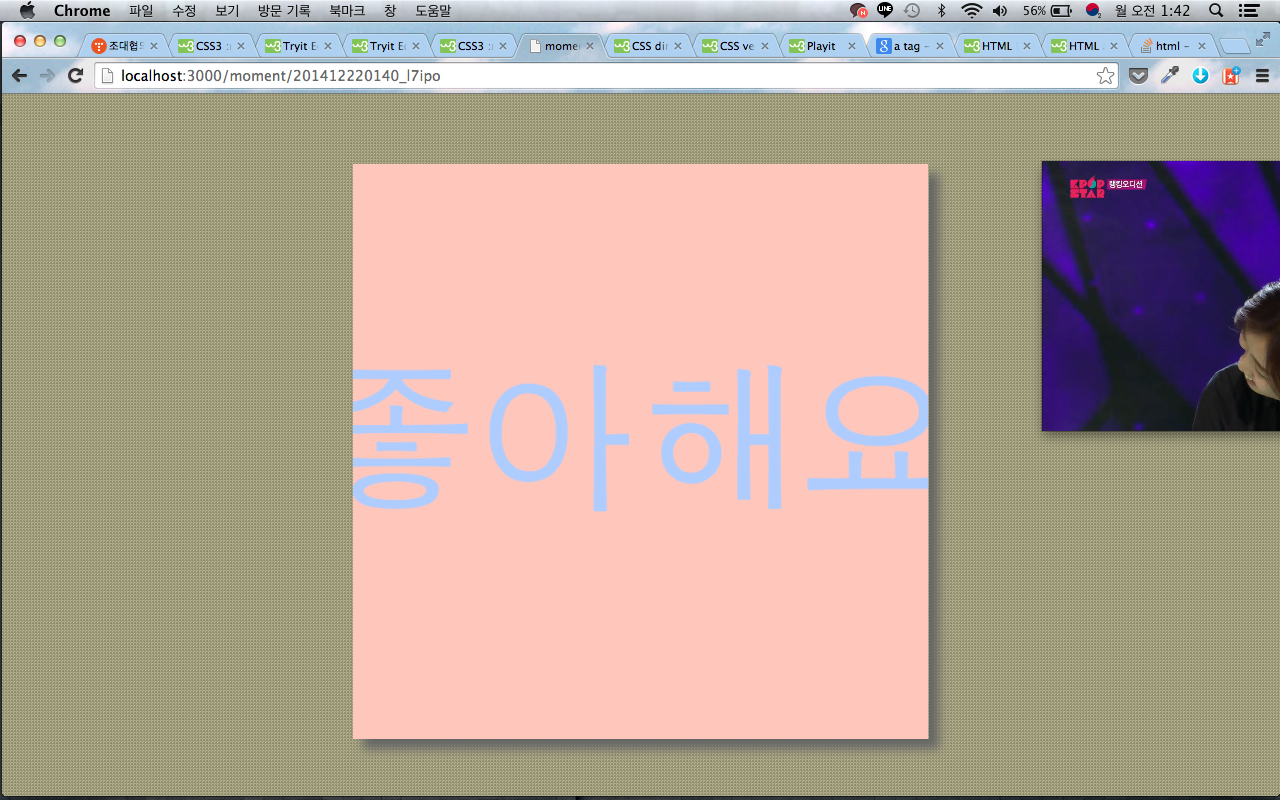 Chrome 파일 수정 보기 방문 기록 북마크 창 도움말 56% 월 오전 1:42
조대협 CSS3 : Tryit E Tryit E CSS3 : mome CSS dir CSS ve Playit a tag - HTML HTML html -
localhost:3000/moment/201412220140_l7ipo
KPOP STAR 랭킹오디션
좋아해요